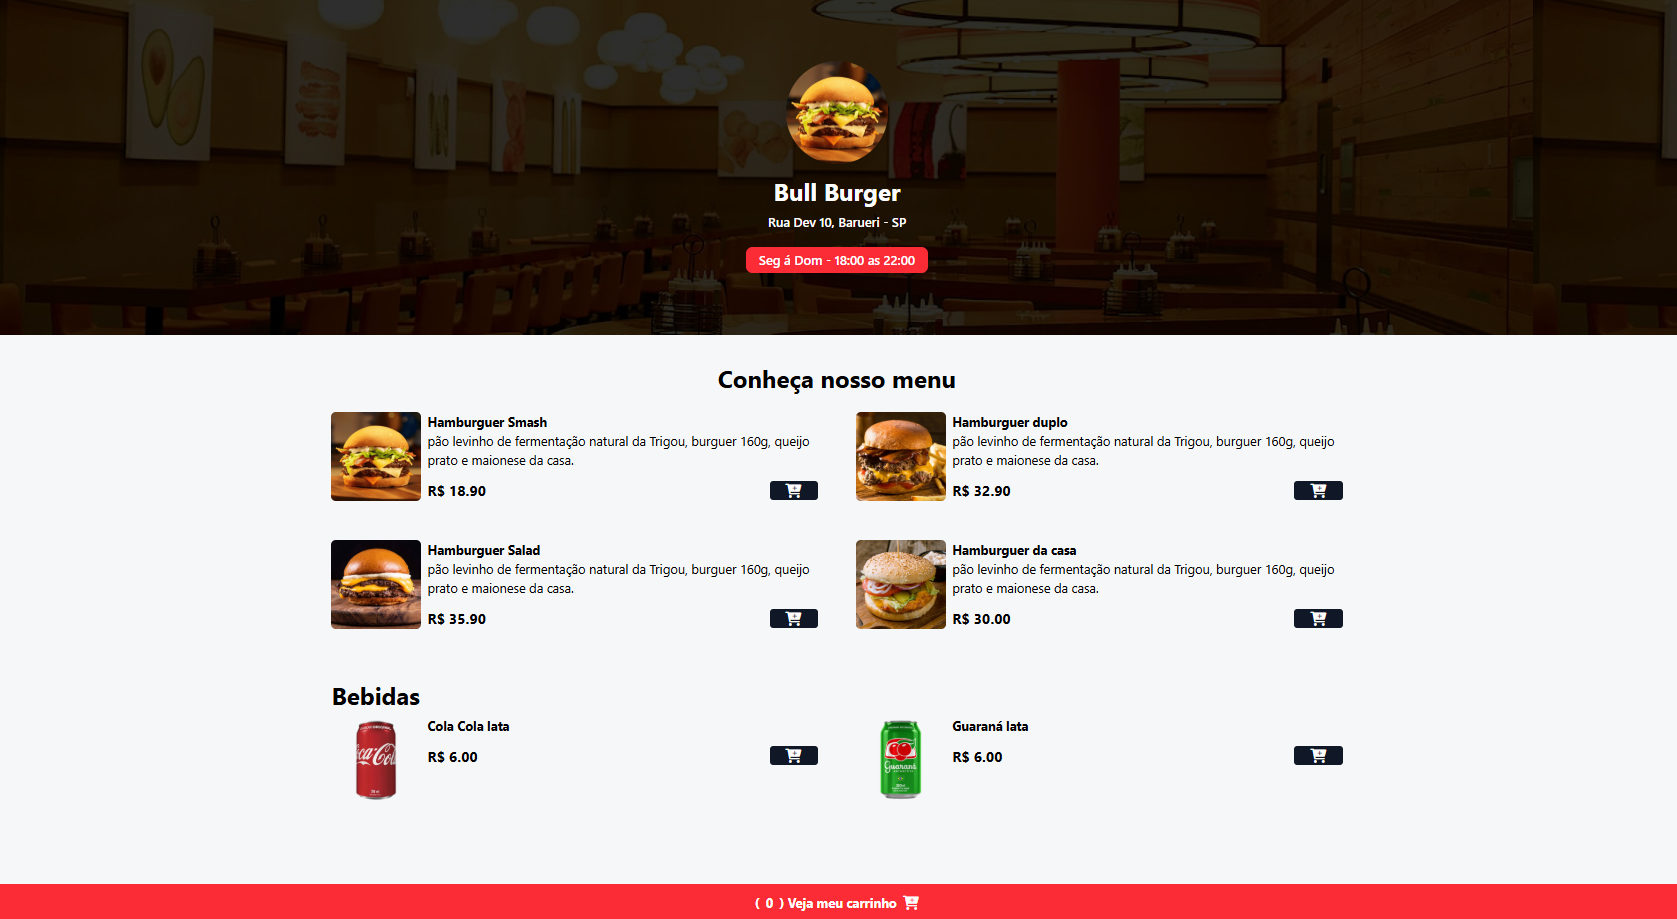 Bull Burger
Rua Dev 10, Barueri - SP
Seg á Dom - 18:00 as 22:00
Conheça nosso menu
Hamburguer Smash
pão levinho de fermentação natural da Trigou, burguer 160g, queijo
prato e maionese da casa.
R$ 18.90
Hamburguer duplo
pão levinho de fermentação natural da Trigou, burguer 160g, queijo
prato e maionese da casa.
R$ 32.90
Hamburguer Salad
pão levinho de fermentação natural da Trigou, burguer 160g, queijo
prato e maionese da casa.
R$ 35.90
Hamburguer da casa
pão levinho de fermentação natural da Trigou, burguer 160g, queijo
prato e maionese da casa.
R$ 30.00
Bebidas
Cola Cola lata
R$ 6.00
Guaraná lata
R$ 6.00
Guaraná
( 0 ) Veja meu carrinho